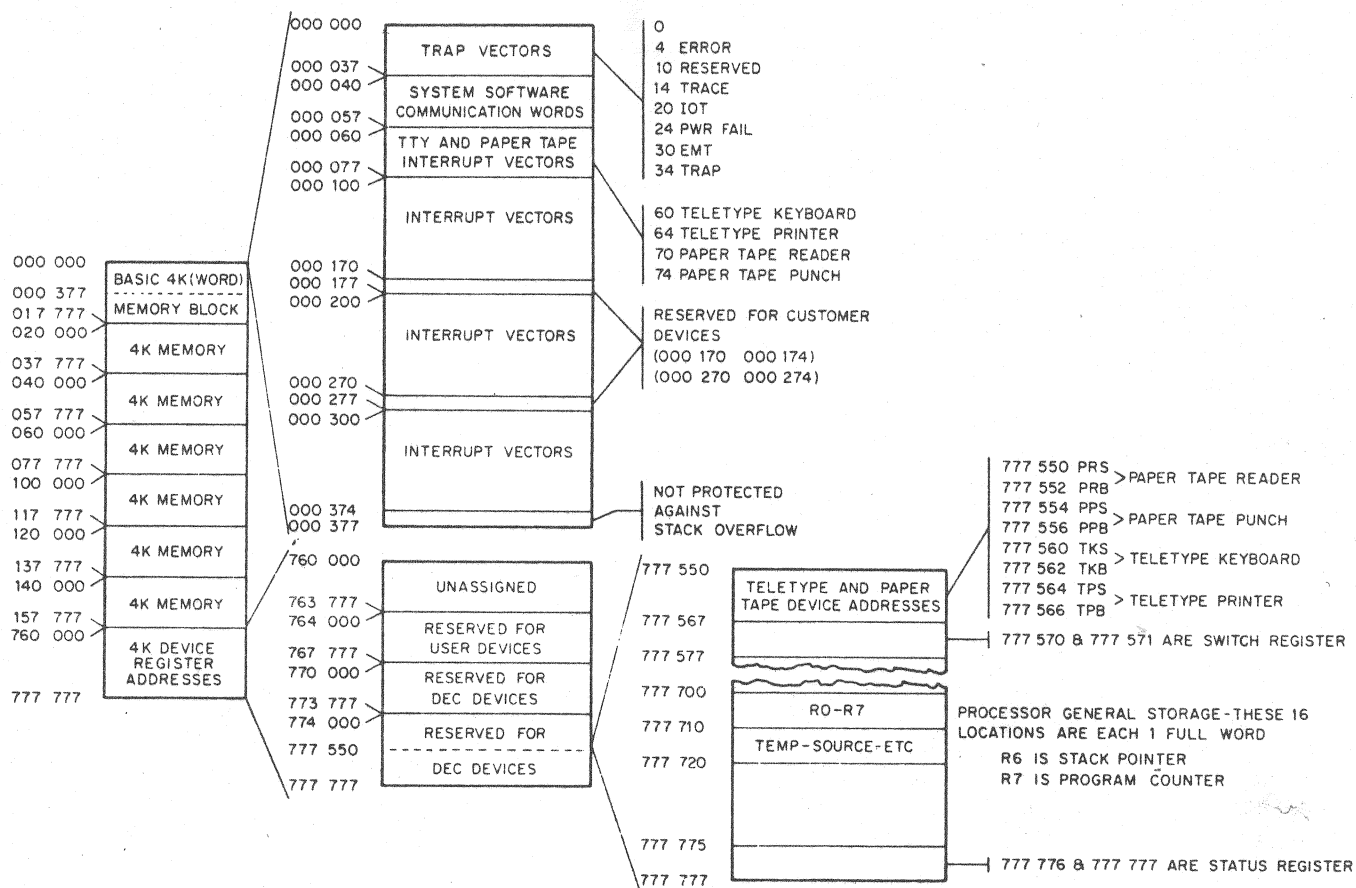 000 000
000 377
017 777
020 000
037 777
040 000
057 777
060 000
077 777
100 000
117 777
120 000
137 777
140 000
157 777
760 000
777 777
BASIC 4K(WORD)
MEMORY BLOCK
4K MEMORY
4K MEMORY
4K MEMORY
4K MEMORY
4K MEMORY
4K MEMORY
4K DEVICE
REGISTER
ADDRESSES
000 000
000 037
000 040
000 057
000 060
000 077
000 100
000 170
000 177
000 200
000 270
000 277
000 300
000 374
000 377
TRAP VECTORS
SYSTEM SOFTWARE
COMMUNICATION WORDS
TTY AND PAPER TAPE
INTERRUPT VECTORS
INTERRUPT VECTORS
INTERRUPT VECTORS
INTERRUPT VECTORS
0
4 ERROR
10 RESERVED
14 TRACE
20 IOT
24 PWR FAIL
30 EMT
34 TRAP
60 TELETYPE KEYBOARD
64 TELETYPE PRINTER
70 PAPER TAPE READER
74 PAPER TAPE PUNCH
RESERVED FOR CUSTOMER
DEVICES
(000 170 000 174)
(000 270 000 274)
NOT PROTECTED
AGAINST
STACK OVERFLOW
760 000
763 777
764 000
767 777
770 000
773 777
774 000
777 550
777 777
UNASSIGNED
RESERVED FOR
USER DEVICES
RESERVED FOR
DEC DEVICES
RESERVED FOR
DEC DEVICES
777 550
777 567
777 577
777 700
777 710
777 720
777 775
777 777
TELETYPE AND PAPER
TAPE DEVICE ADDRESSES
R0-R7
TEMP-SOURCE-ETC
777 550 PRS
777 552 PRB
PAPER TAPE READER
777 554 PPS
777 556 PPB
PAPER TAPE PUNCH
777 560 TKS
777 562 TKB
TELETYPE KEYBOARD
777 564 TPS
777 566 TPB
TELETYPE PRINTER
777 570 & 777 571 ARE SWITCH REGISTER
PROCESSOR GENERAL STORAGE-THESE 16
LOCATIONS ARE EACH 1 FULL WORD
R6 IS STACK POINTER
R7 IS PROGRAM COUNTER
777 776 & 777 777 ARE STATUS REGISTER